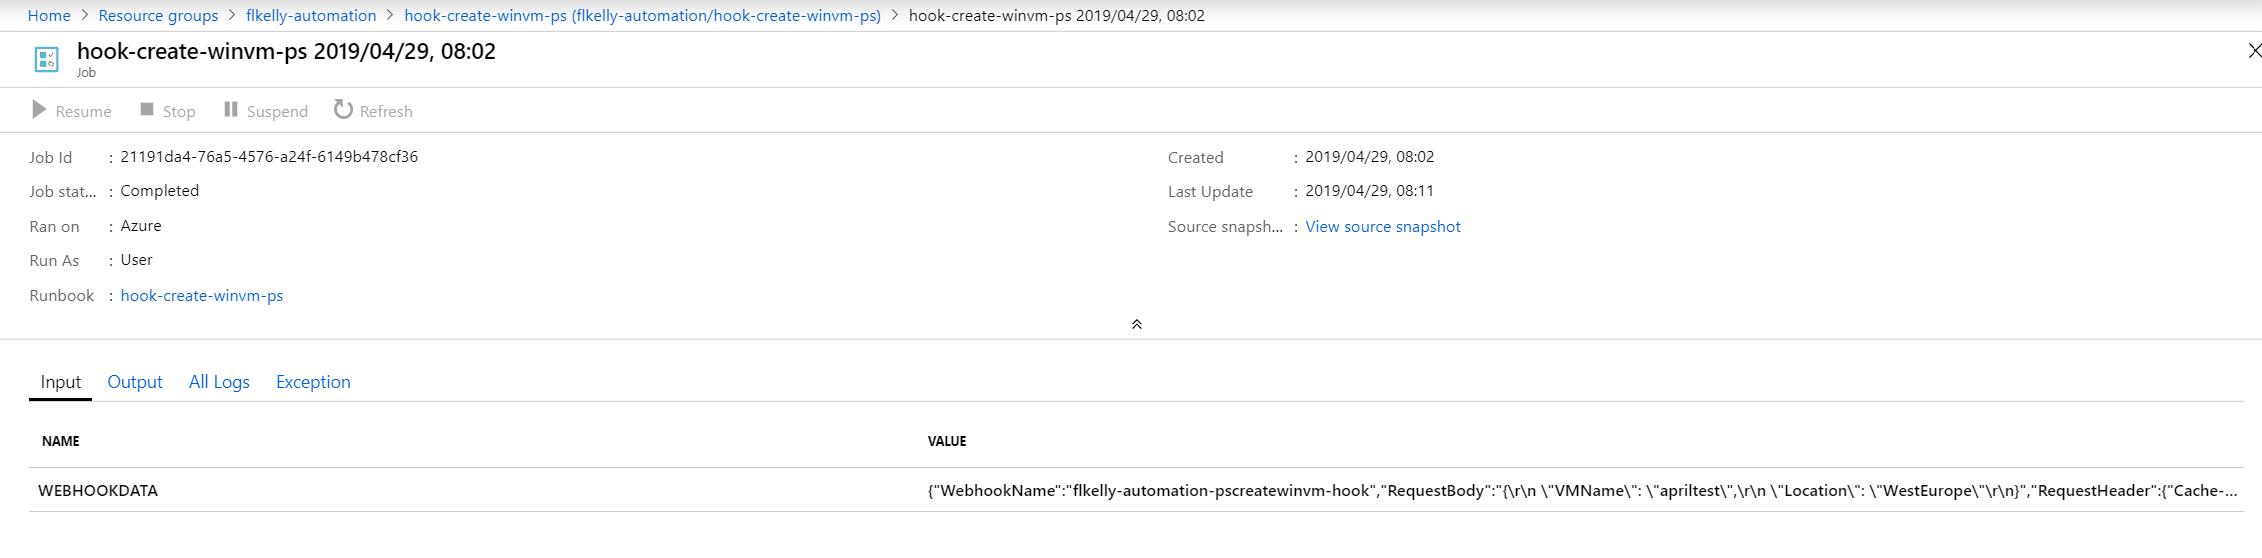 Home > Resource groups > flkelly-automation > hook-create-winvm-ps (flkelly-automation/hook-create-winvm-ps) > hook-create-winvm-ps 2019/04/29, 08:02
hook-create-winvm-ps 2019/04/29, 08:02
Job
Resume Stop Suspend Refresh
Job Id : 21191da4-76a5-4576-a24f-6149b478cf36
Job stat... : Completed
Ran on : Azure
Run As : User
Runbook : hook-create-winvm-ps
Created : 2019/04/29, 08:02
Last Update : 2019/04/29, 08:11
Source snapsh... : View source snapshot
Input Output All Logs Exception
NAME VALUE
WEBHOOKDATA {"WebhookName":"flkelly-automation-pscreatewinvm-hook","RequestBody":"{\r\n \"VMName\": \"apriltest\",\r\n \"Location\": \"WestEurope\"\r\n}","RequestHeader":{"Cache-...